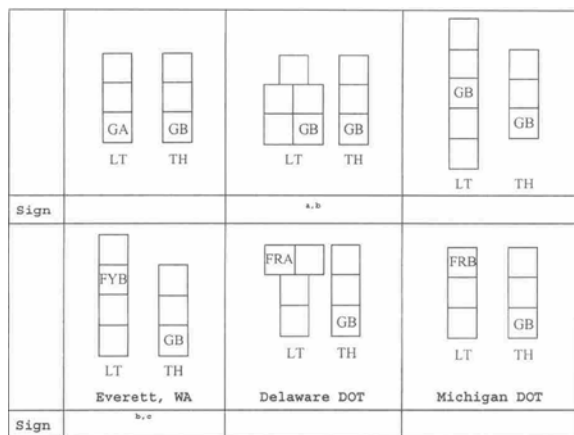 GB
GA GB GB GB GB
LT TH LT TH
LT TH
Sign a,b
FRA FRB
FYB
GB GB GB
LT TH LT TH
LT TH
Everett, WA Delaware DOT Michigan DOT
Sign b,c